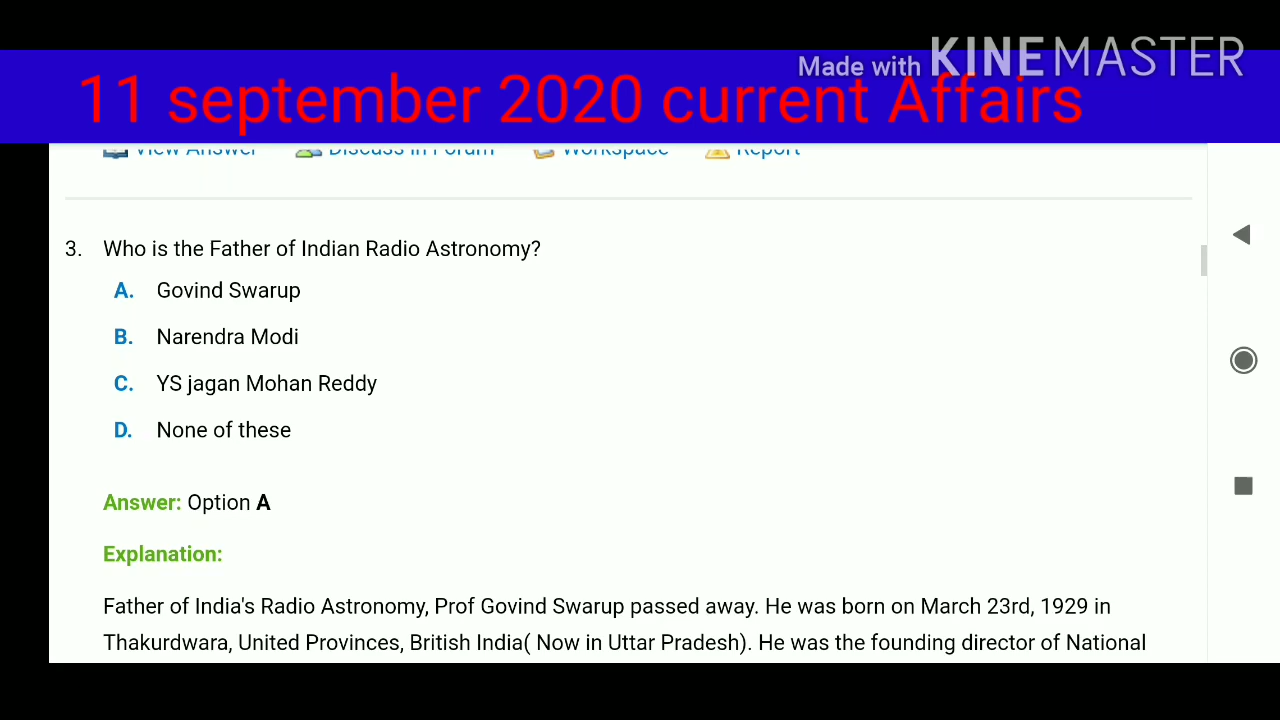 Made with KINEMASTER
11 september 2020 current Affairs
View Answer Discuss in Forum Workspace Report
3. Who is the Father of Indian Radio Astronomy?
A. Govind Swarup
B. Narendra Modi
C. YS jagan Mohan Reddy
D. None of these
Answer: Option A
Explanation:
Father of India's Radio Astronomy, Prof Govind Swarup passed away. He was born on March 23rd, 1929 in
Thakurdwara, United Provinces, British India( Now in Uttar Pradesh). He was the founding director of National